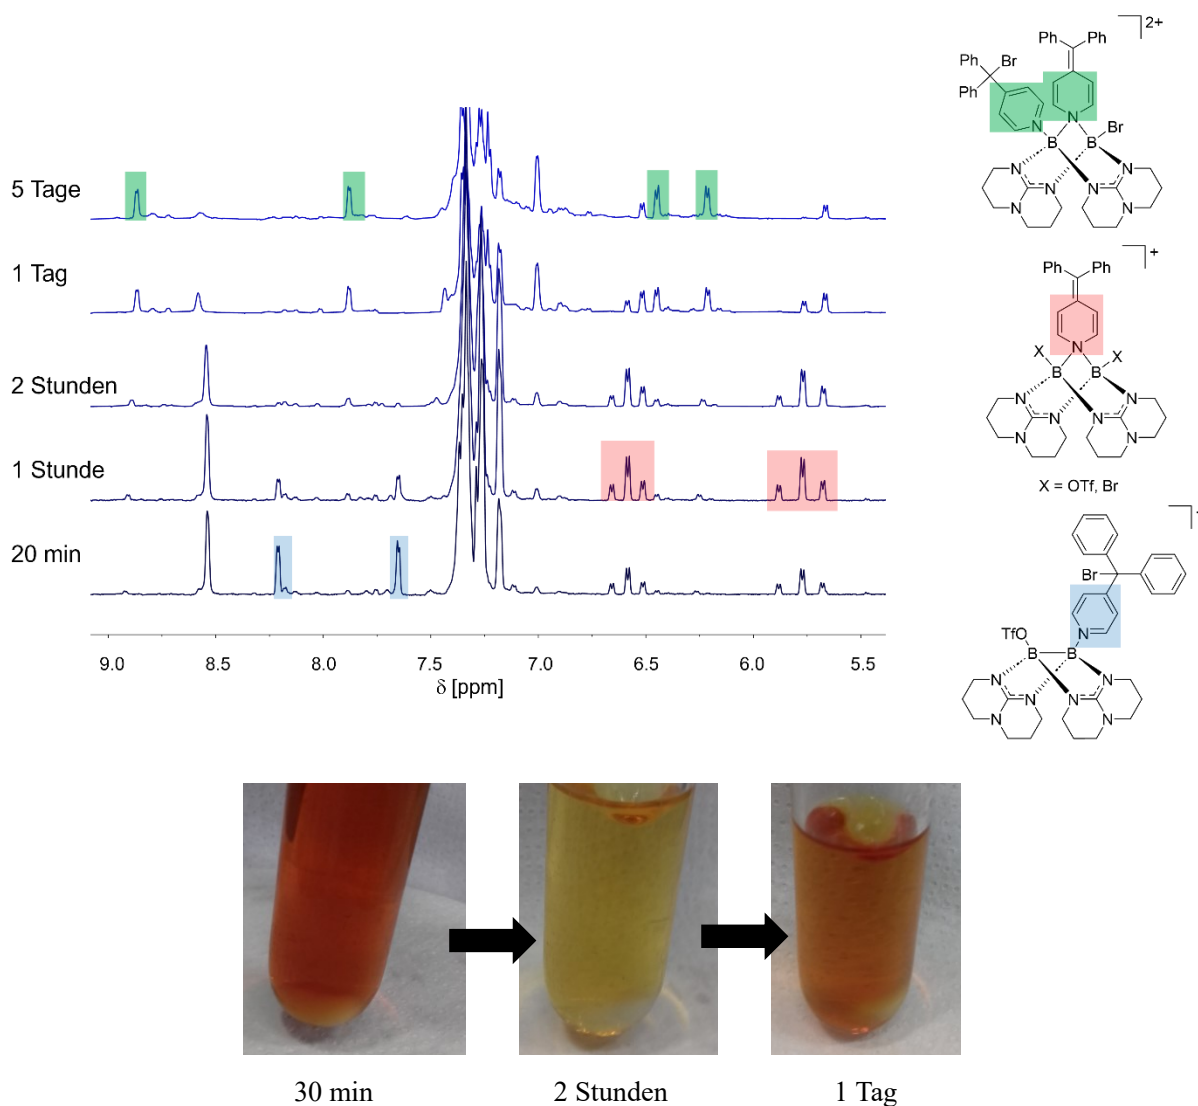 5 Tage
1 Tag
2 Stunden
1 Stunde
20 min
9.0 8.5 8.0 7.5 7.0 6.5 6.0 5.5
δ [ppm]
2+
Ph Ph
Ph Br
Ph
N N
B B Br
N N N N
N N
+
Ph Ph
N
X X
B B
N N N N
N N
X = OTf, Br
Br
N
TfO
B B
N N N N
N N
30 min 2 Stunden 1 Tag